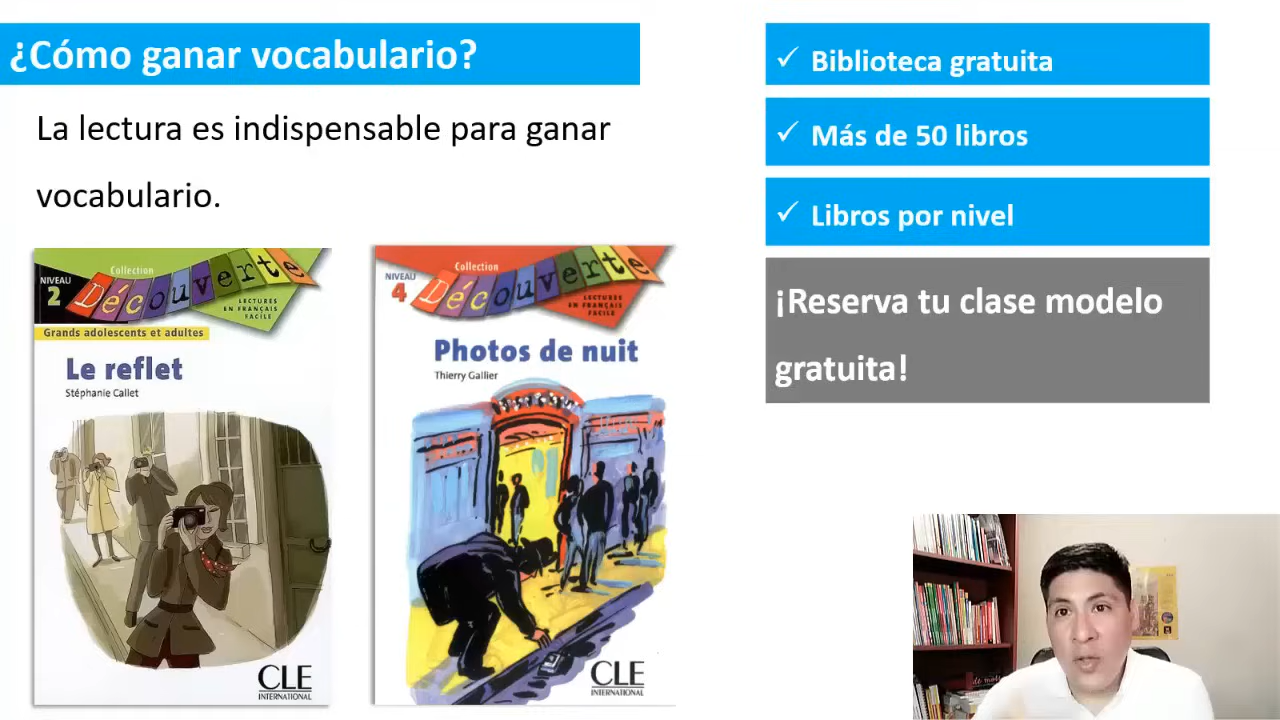 ¿Cómo ganar vocabulario?
La lectura es indispensable para ganar
vocabulario.
Collection
NIVEAU
2
Découverte
LECTURES
EN FRANÇAIS
FACILE
Grands adolescents et adultes
Le reflet
Stéphanie Callet
CLE
INTERNATIONAL
Collection
NIVEAU
4
Découverte
LECTURES
EN FRANÇAIS
FACILE
Photos de nuit
Thierry Gallier
CLE
INTERNATIONAL
✓ Biblioteca gratuita
✓ Más de 50 libros
✓ Libros por nivel
¡Reserva tu clase modelo
gratuita!